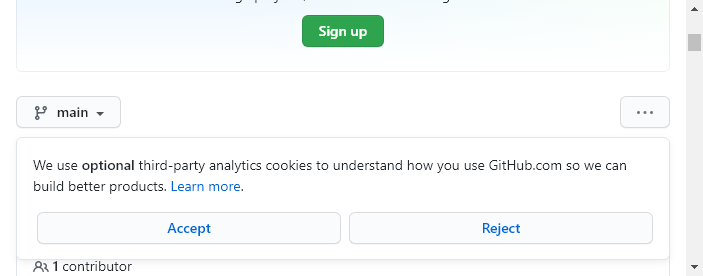 Sign up
main
We use optional third-party analytics cookies to understand how you use GitHub.com so we can
build better products. Learn more.
Accept
Reject
1 contributor